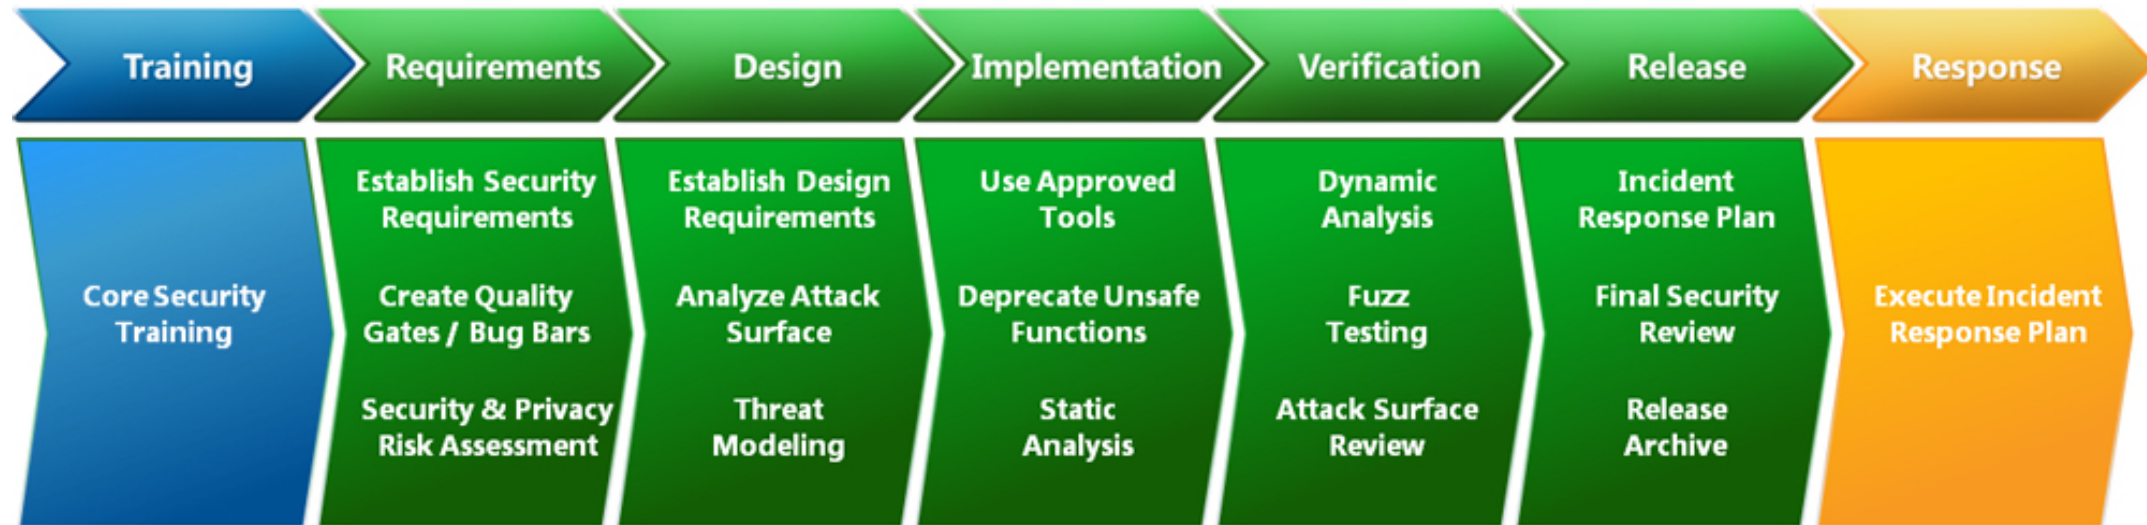 Training
Requirements
Design
Implementation
Verification
Release
Response
Core Security
Training
Establish Security
Requirements
Create Quality
Gates / Bug Bars
Security & Privacy
Risk Assessment
Establish Design
Requirements
Analyze Attack
Surface
Threat
Modeling
Use Approved
Tools
Deprecate Unsafe
Functions
Static
Analysis
Dynamic
Analysis
Fuzz
Testing
Attack Surface
Review
Incident
Response Plan
Final Security
Review
Release
Archive
Execute Incident
Response Plan